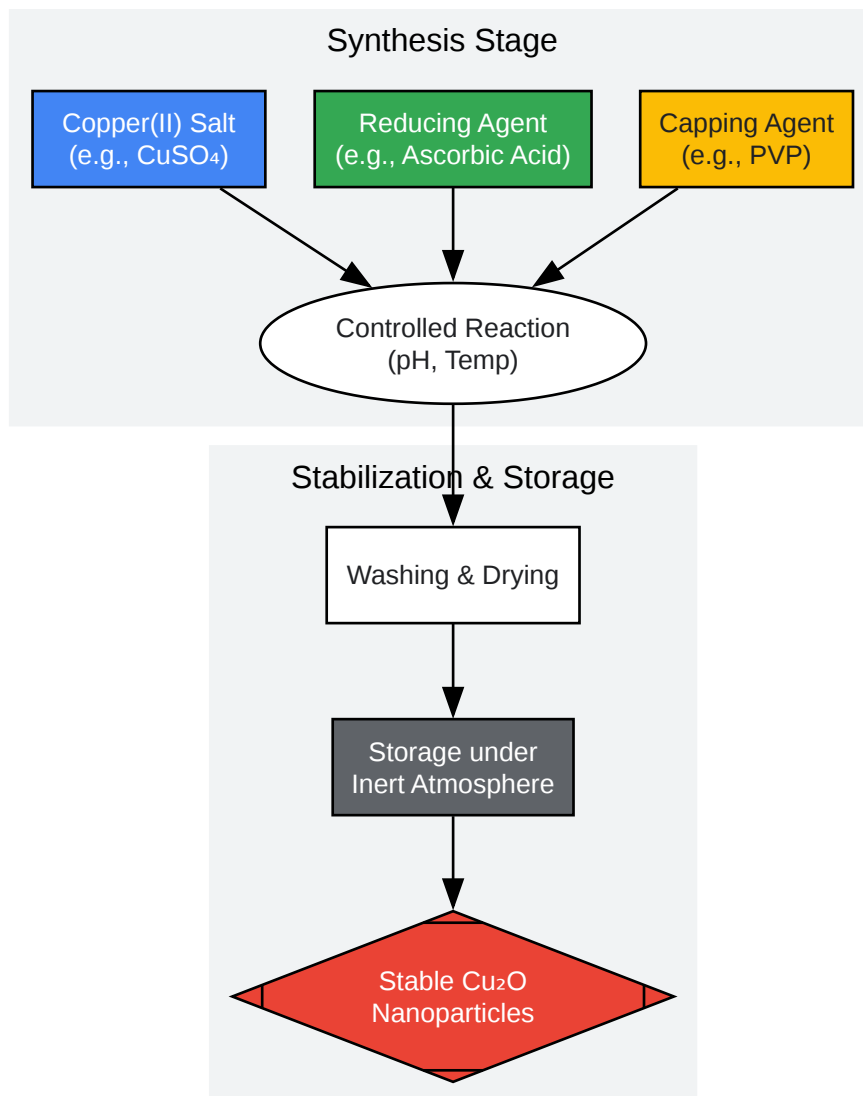 Synthesis Stage
Copper(II) Salt
(e.g., CuSO₄)
Reducing Agent
(e.g., Ascorbic Acid)
Capping Agent
(e.g., PVP)
Controlled Reaction
(pH, Temp)
Stabilization & Storage
Washing & Drying
Storage under
Inert Atmosphere
Stable Cu₂O
Nanoparticles